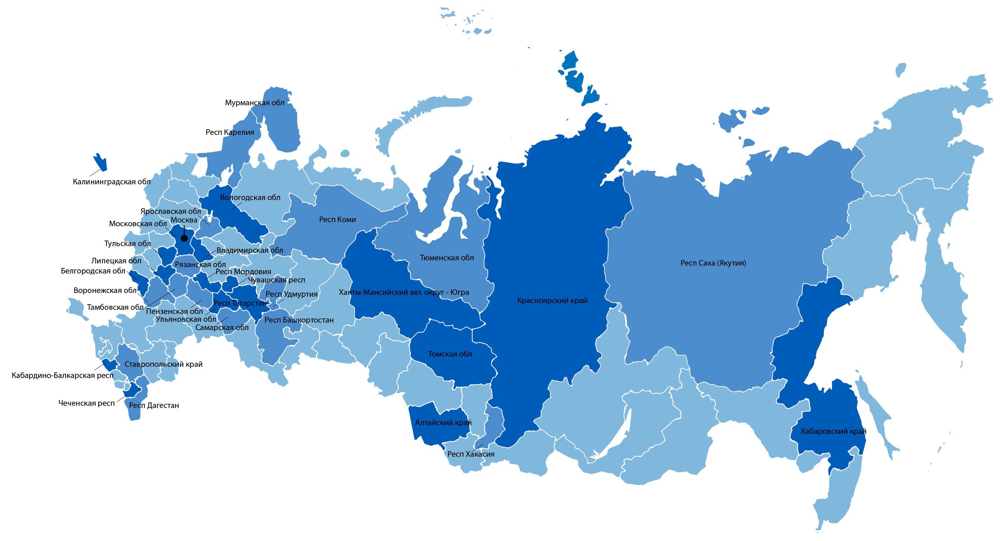 Мурманская обл
Респ Карелия
Калининградская обл
Вологодская обл
Ярославская обл
Москва
Московская обл
Респ Коми
Тульская обл
Владимирская обл
Тюменская обл
Липецкая обл
Рязанская обл
Респ Саха (Якутия)
Белгородская обл
Респ Мордовия
Чувашская респ
Воронежская обл
Респ Удмуртия
Ханты-Мансийский авт. округ - Югра
Красноярский край
Тамбовская обл
Респ Татарстан
Пензенская обл
Ульяновская обл
Респ Башкортостан
Самарская обл
Томская обл
Ставропольский край
Кабардино-Балкарская респ
Чеченская респ
Респ Дагестан
Алтайский край
Хабаровский край
Респ Хакасия